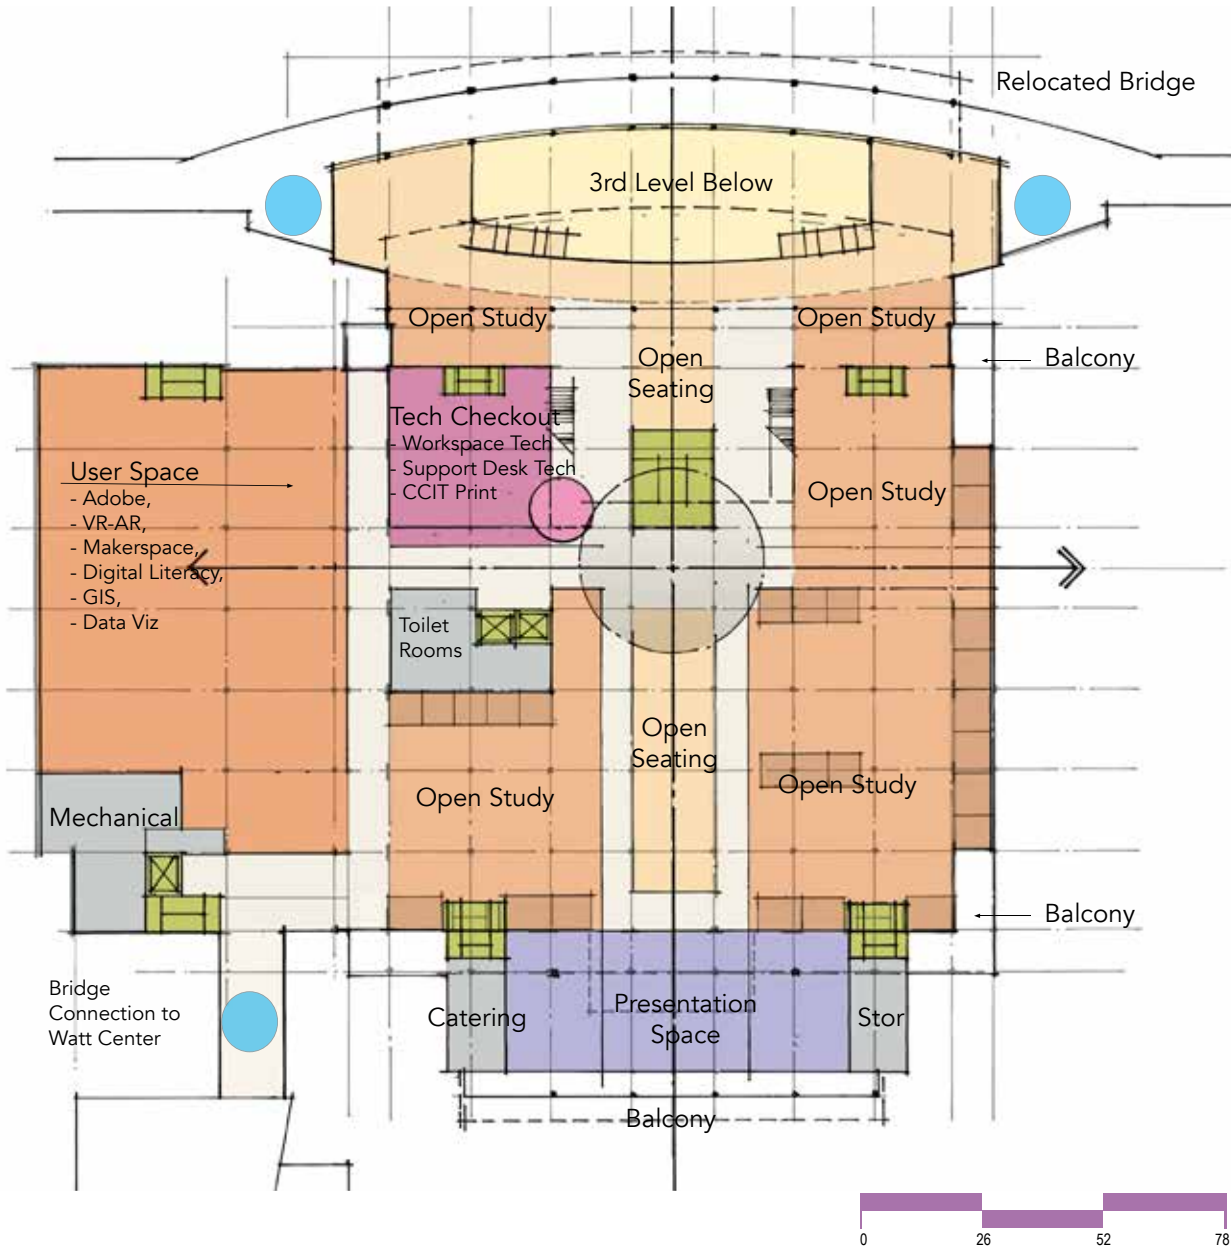 Relocated Bridge
3rd Level Below
Open Study
Open Study
Open
Seating
Balcony
Tech Checkout
- Workspace Tech
- Support Desk Tech
- CCIT Print
User Space
- Adobe,
- VR-AR,
- Makerspace,
- Digital Literacy,
- GIS,
- Data Viz
Open Study
Toilet
Rooms
Open
Seating
Open Study
Open Study
Mechanical
Balcony
Bridge
Connection to
Watt Center
Catering
Presentation
Space
Stor
Balcony
0 26 52 78